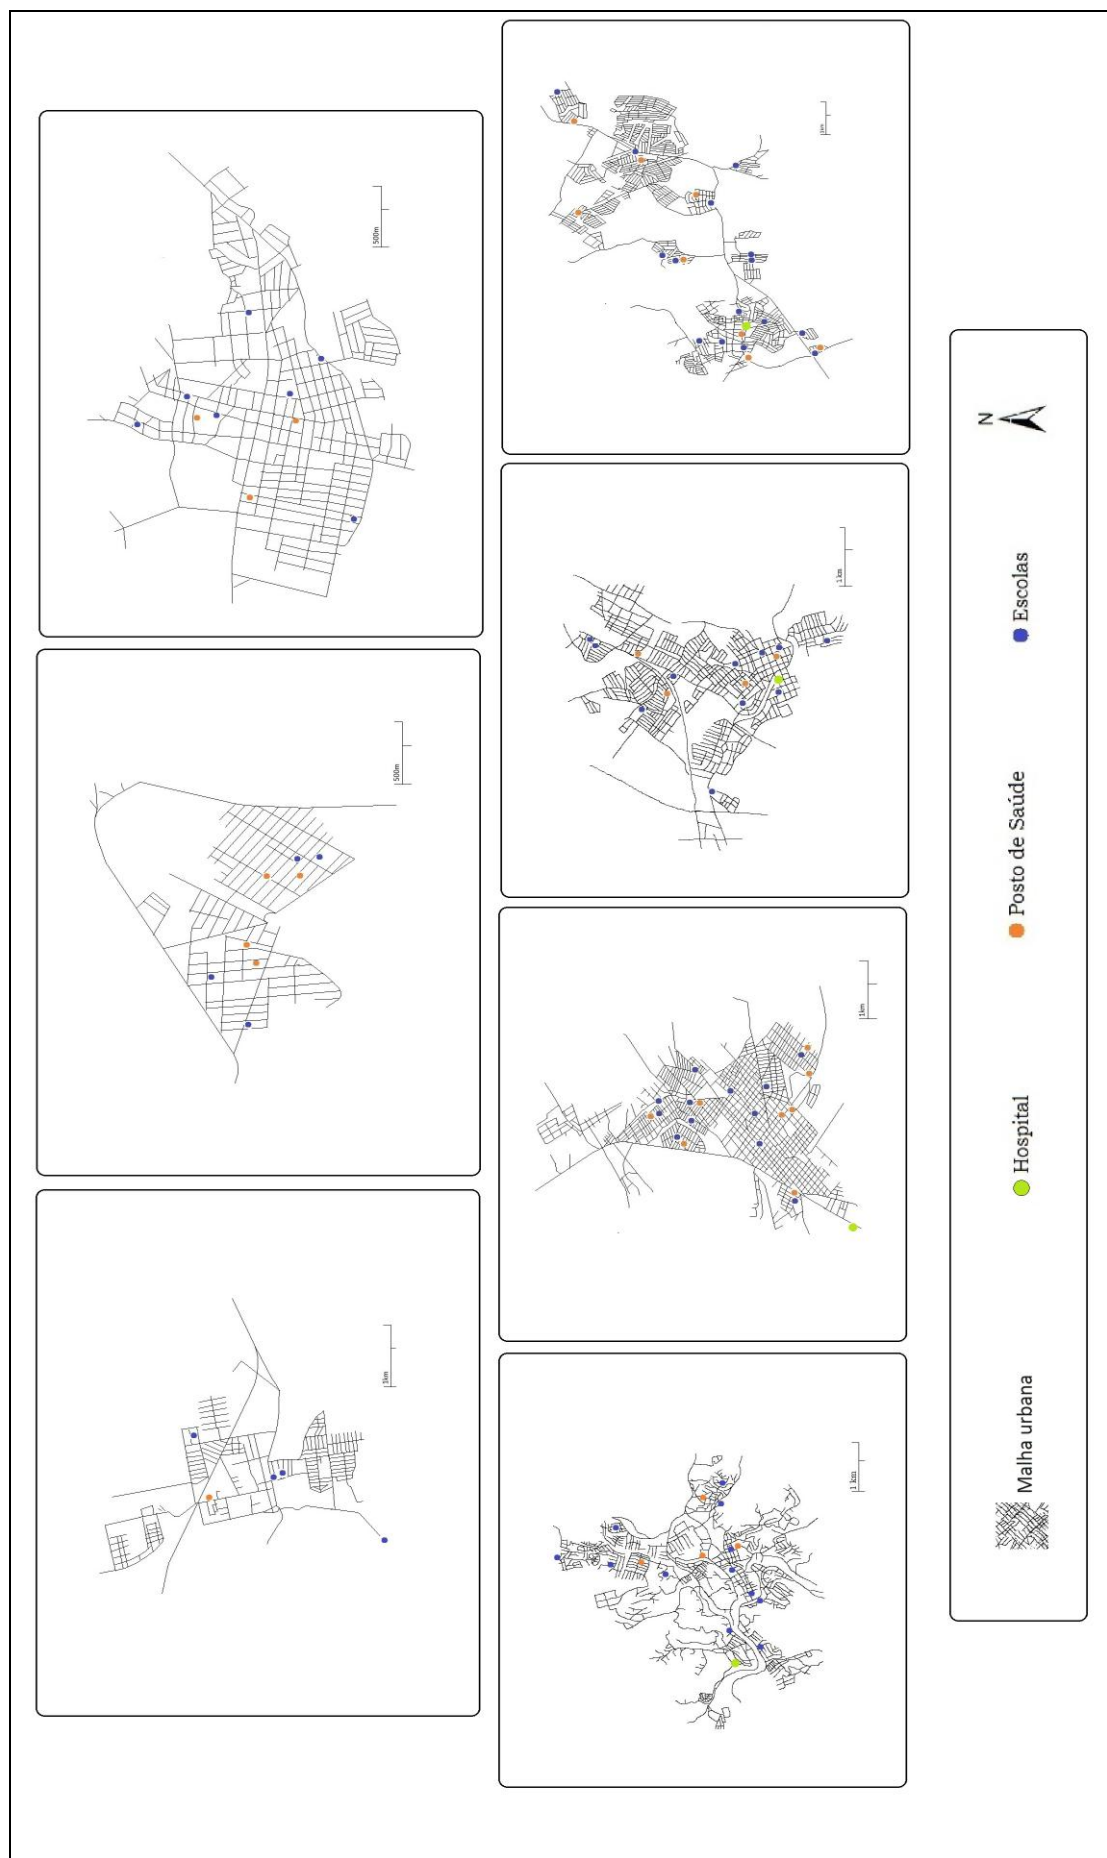 1km
500m
500m
1 km
1km
1 km
1km
Malha urbana
Hospital
Posto de Saúde
Escolas
N